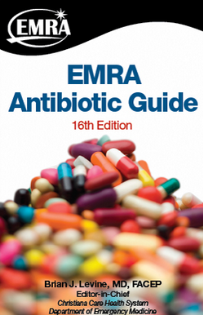 EMRA
EMRA
Antibiotic Guide
16th Edition
Brian J. Levine, MD, FACEP
Editor-in-Chief
Christiana Care Health System
Department of Emergency Medicine